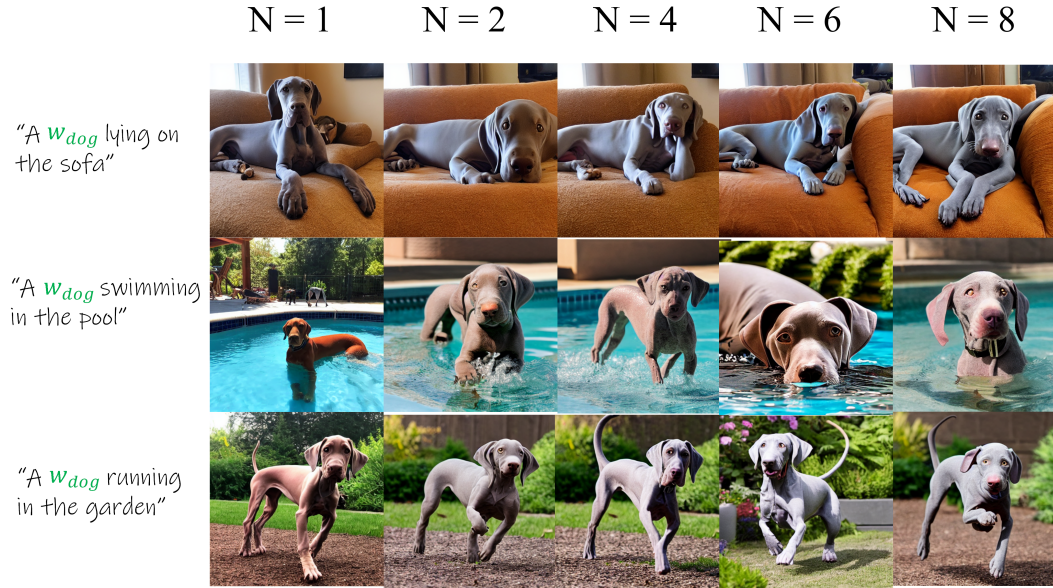 N = 1 N = 2 N = 4 N = 6 N = 8
“A w_dog lying on
the sofa”
“A w_dog swimming
in the pool”
“A w_dog running
in the garden”